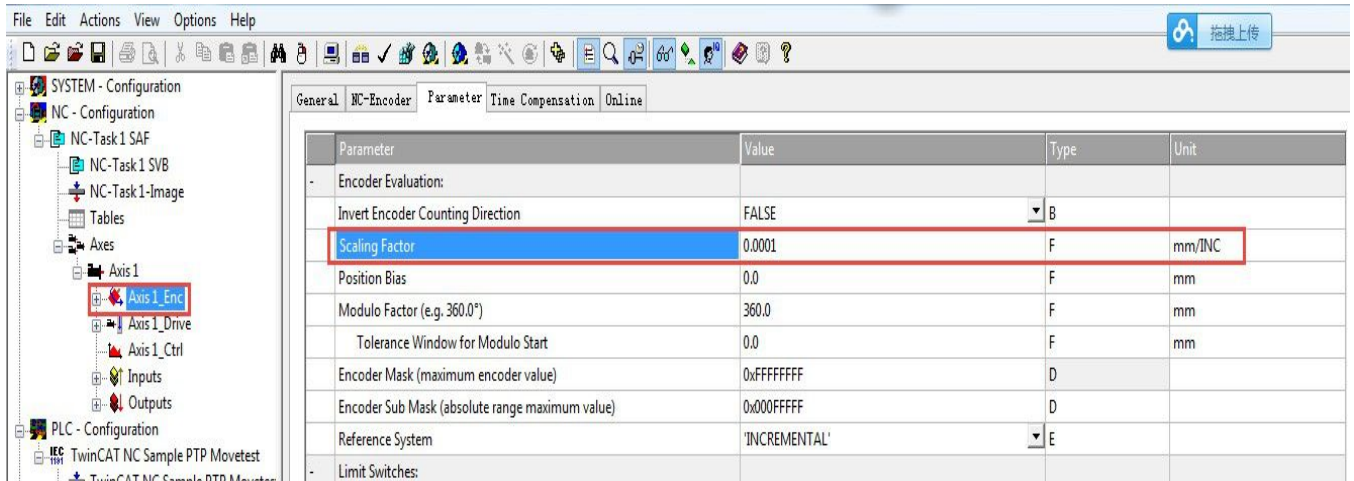 File Edit Actions View Options Help
拖拽上传
SYSTEM - Configuration
NC - Configuration
NC-Task 1 SAF
NC-Task 1 SVB
NC-Task 1-Image
Tables
Axes
Axis 1
Axis 1_Enc
Axis 1_Drive
Axis 1_Ctrl
Inputs
Outputs
PLC - Configuration
TwinCAT NC Sample PTP Movetest
TwinCAT NC Sample PTP Movetest
General NC-Encoder Parameter Time Compensation Online
Parameter Value Type Unit
- Encoder Evaluation:
Invert Encoder Counting Direction FALSE B
Scaling Factor 0.0001 F mm/INC
Position Bias 0.0 F mm
Modulo Factor (e.g. 360.0°) 360.0 F mm
Tolerance Window for Modulo Start 0.0 F mm
Encoder Mask (maximum encoder value) 0xFFFFFFFF D
Encoder Sub Mask (absolute range maximum value) 0x000FFFFF D
Reference System 'INCREMENTAL' E
- Limit Switches: